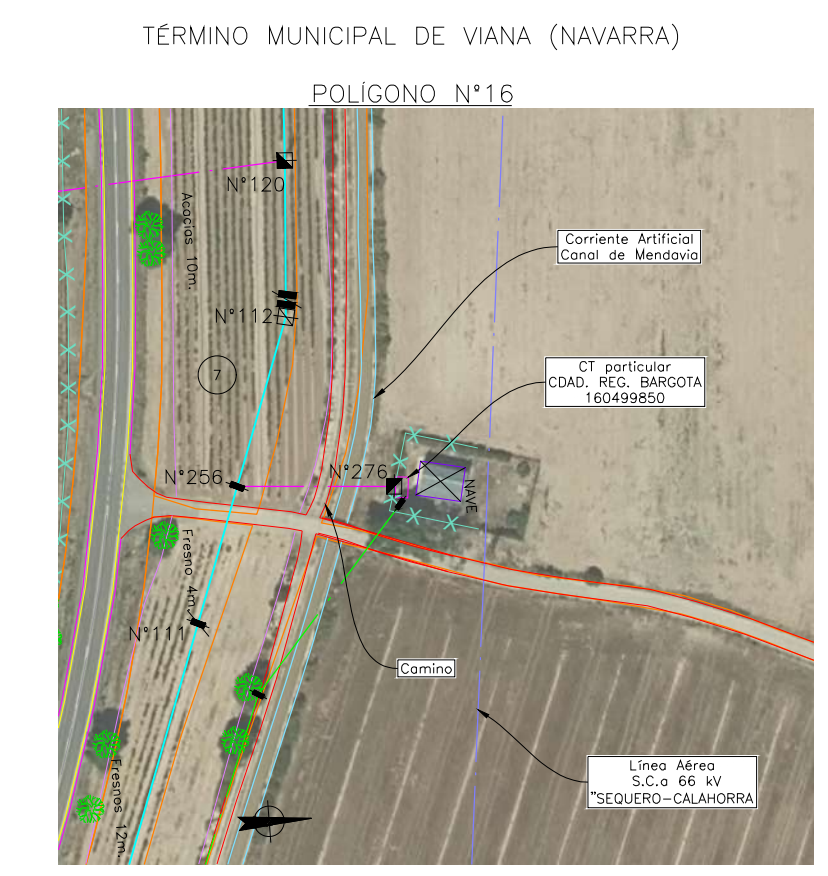 TÉRMINO MUNICIPAL DE VIANA (NAVARRA)
POLÍGONO Nº16
Nº120
Acacias 10m.
Corriente Artificial
Canal de Mendavia
Nº112
7
CT particular
CDAD. REG. BARGOTA
160499850
Nº256
Nº276
NAVE
Fresno 4m.
Nº111
Camino
Fresnos 12m.
Línea Aérea
S.C.a 66 kV
"SEQUERO-CALAHORRA